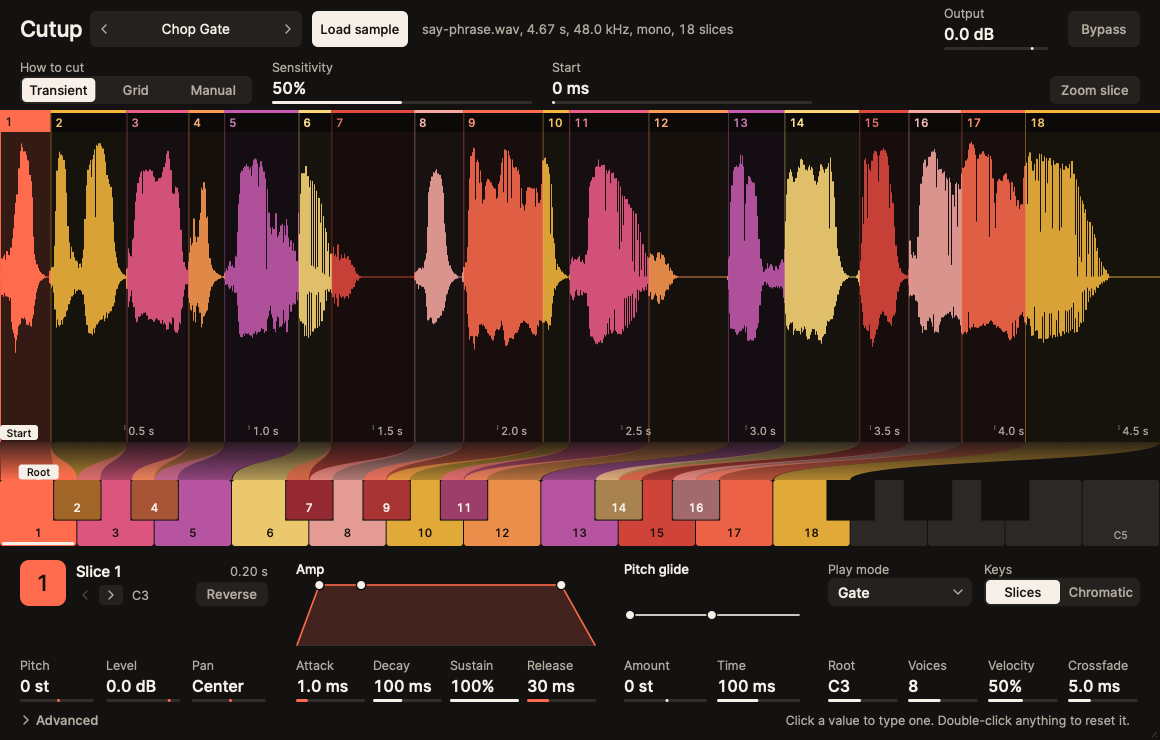 Cutup
Chop Gate
Load sample
say-phrase.wav, 4.67 s, 48.0 kHz, mono, 18 slices
Output
0.0 dB
Bypass
How to cut
Transient Grid Manual
Sensitivity
50%
Start
0 ms
Zoom slice
1 2 3 4 5 6 7 8 9 10 11 12 13 14 15 16 17 18
Start
0.5 s 1.0 s 1.5 s 2.0 s 2.5 s 3.0 s 3.5 s 4.0 s 4.5 s
Root
2 4 7 9 11 14 16
1 3 5 6 8 10 12 13 15 17 18 C5
1
Slice 1
0.20 s
C3
Reverse
Amp
Pitch glide
Play mode
Gate
Keys
Slices Chromatic
Pitch Level Pan Attack Decay Sustain Release Amount Time Root Voices Velocity Crossfade
0 st 0.0 dB Center 1.0 ms 100 ms 100% 30 ms 0 st 100 ms C3 8 50% 5.0 ms
Advanced
Click a value to type one. Double-click anything to reset it.